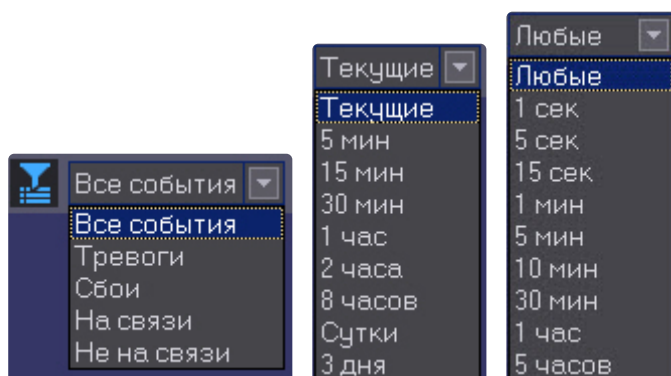 Все события
Все события
Тревоги
Сбои
На связи
Не на связи
Текущие
Текущие
5 мин
15 мин
30 мин
1 час
2 часа
8 часов
Сутки
3 дня
Любые
Любые
1 сек
5 сек
15 сек
1 мин
5 мин
10 мин
30 мин
1 час
5 часов